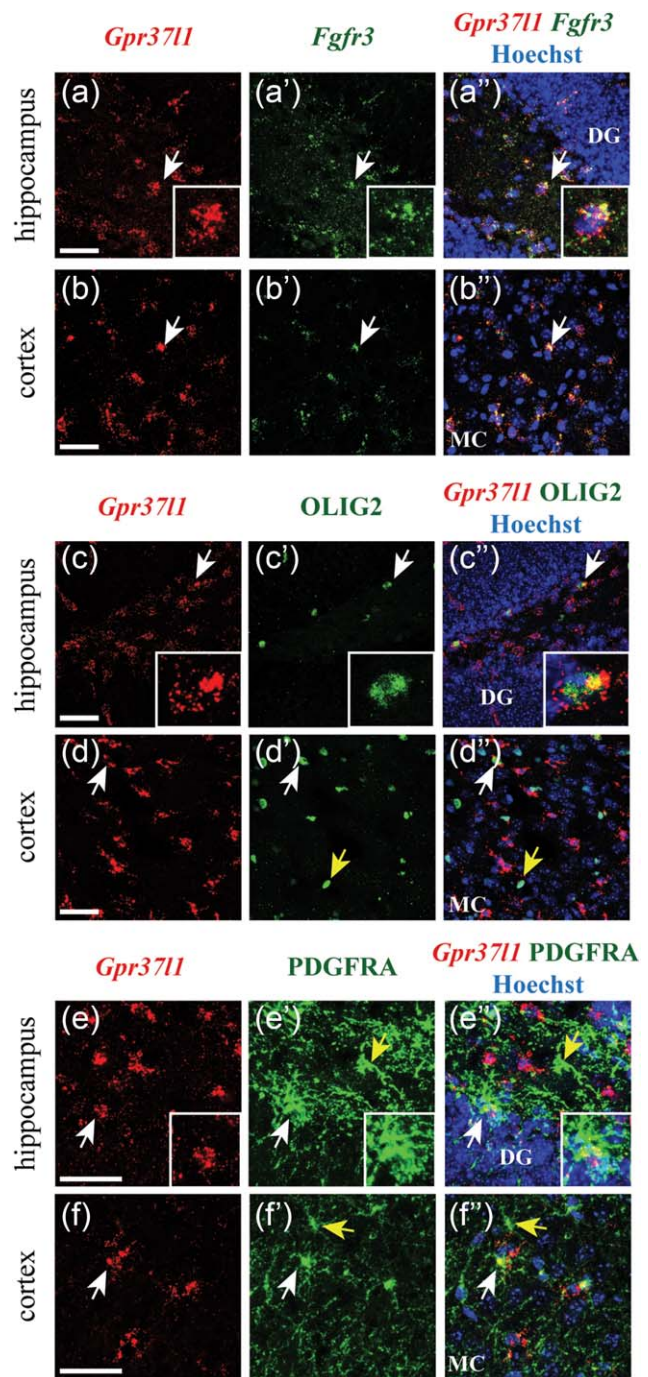 Gpr37l1 Fgfr3 Gpr37l1 Fgfr3
Hoechst
hippocampus
(a) (a') (a'')
DG
cortex
(b) (b') (b'')
MC
Gpr37l1 OLIG2 Gpr37l1 OLIG2
Hoechst
hippocampus
(c) (c') (c'')
DG
cortex
(d) (d') (d'')
MC
Gpr37l1 PDGFRA Gpr37l1 PDGFRA
Hoechst
hippocampus
(e) (e') (e'')
DG
cortex
(f) (f') (f'')
MC